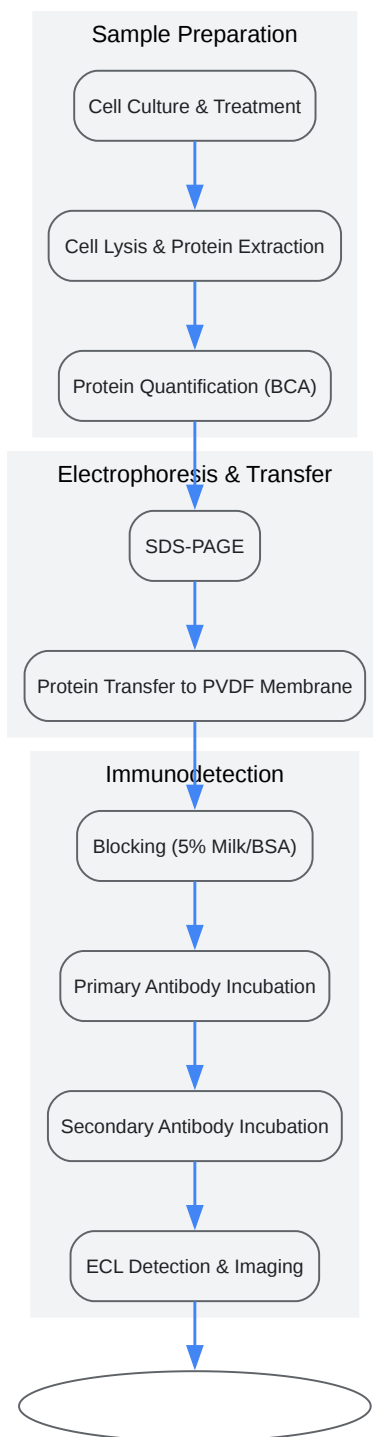 Sample Preparation
Cell Culture & Treatment
Cell Lysis & Protein Extraction
Protein Quantification (BCA)
Electrophoresis & Transfer
SDS-PAGE
Protein Transfer to PVDF Membrane
Immunodetection
Blocking (5% Milk/BSA)
Primary Antibody Incubation
Secondary Antibody Incubation
ECL Detection & Imaging